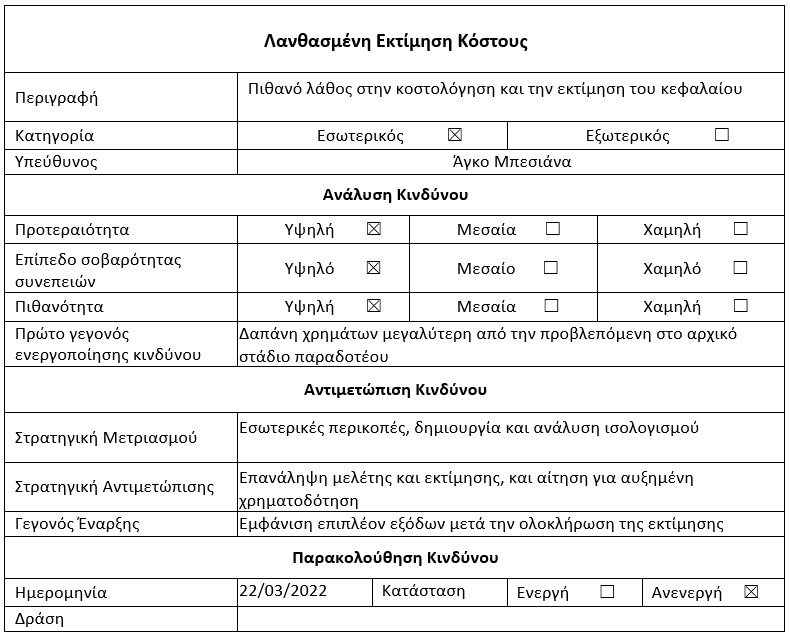 Λανθασμένη Εκτίμηση Κόστους
Περιγραφή Πιθανό λάθος στην κοστολόγηση και την εκτίμηση του κεφαλαίου
Κατηγορία Εσωτερικός ☒ Εξωτερικός ☐
Υπεύθυνος Άγκο Μπεσιάνα
Ανάλυση Κινδύνου
Προτεραιότητα Υψηλή ☒ Μεσαία ☐ Χαμηλή ☐
Επίπεδο σοβαρότητας
συνεπειών Υψηλό ☒ Μεσαίο ☐ Χαμηλό ☐
Πιθανότητα Υψηλή ☒ Μεσαία ☐ Χαμηλή ☐
Πρώτο γεγονός
ενεργοποίησης κινδύνου
Δαπάνη χρημάτων μεγαλύτερη από την προβλεπόμενη στο αρχικό
στάδιο παραδοτέου
Αντιμετώπιση Κινδύνου
Στρατηγική Μετριασμού Εσωτερικές περικοπές, δημιουργία και ανάλυση ισολογισμού
Στρατηγική Αντιμετώπισης
Επανάληψη μελέτης και εκτίμησης, και αίτηση για αυξημένη
χρηματοδότηση
Γεγονός Έναρξης Εμφάνιση επιπλέον εξόδων μετά την ολοκλήρωση της εκτίμησης
Παρακολούθηση Κινδύνου
Ημερομηνία 22/03/2022 Κατάσταση Ενεργή ☐ Ανενεργή ☒
Δράση